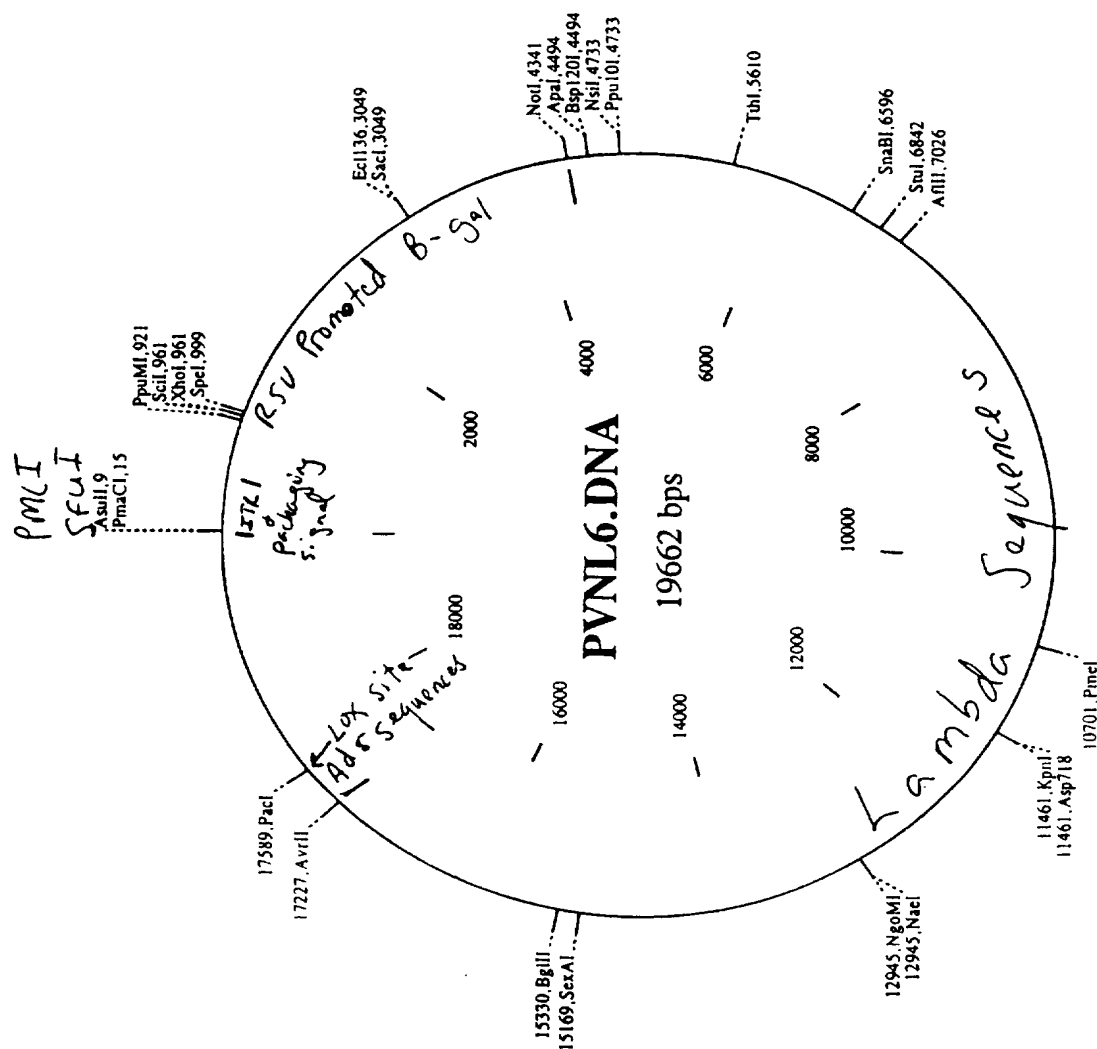 PMLI
SfuI
AsuII,9
PmaCI,15
PpuMI,921
SciI,961
XhoI,961
SpeI,999
Ecl136,3049
SacI,3049
NotI,4341
ApaI,4494
Bsp120I,4494
NsiI,4733
Ppu10I,4733
Tth1,5610
SnaBI,6596
StuI,6842
AflII,7026
10701,PmeI
11461,KpnI
11461,Asp718
12945,NgoMI
12945,NaeI
15169,SexAI
15330,BglII
17227,AvrII
17589,PacI
packaging
signal
RSV Promoted B-gal
Lambda Sequences
← Lox site
Ad5 Sequences
2000
4000
6000
8000
10000
12000
14000
16000
18000
PVNL6.DNA
19662 bps